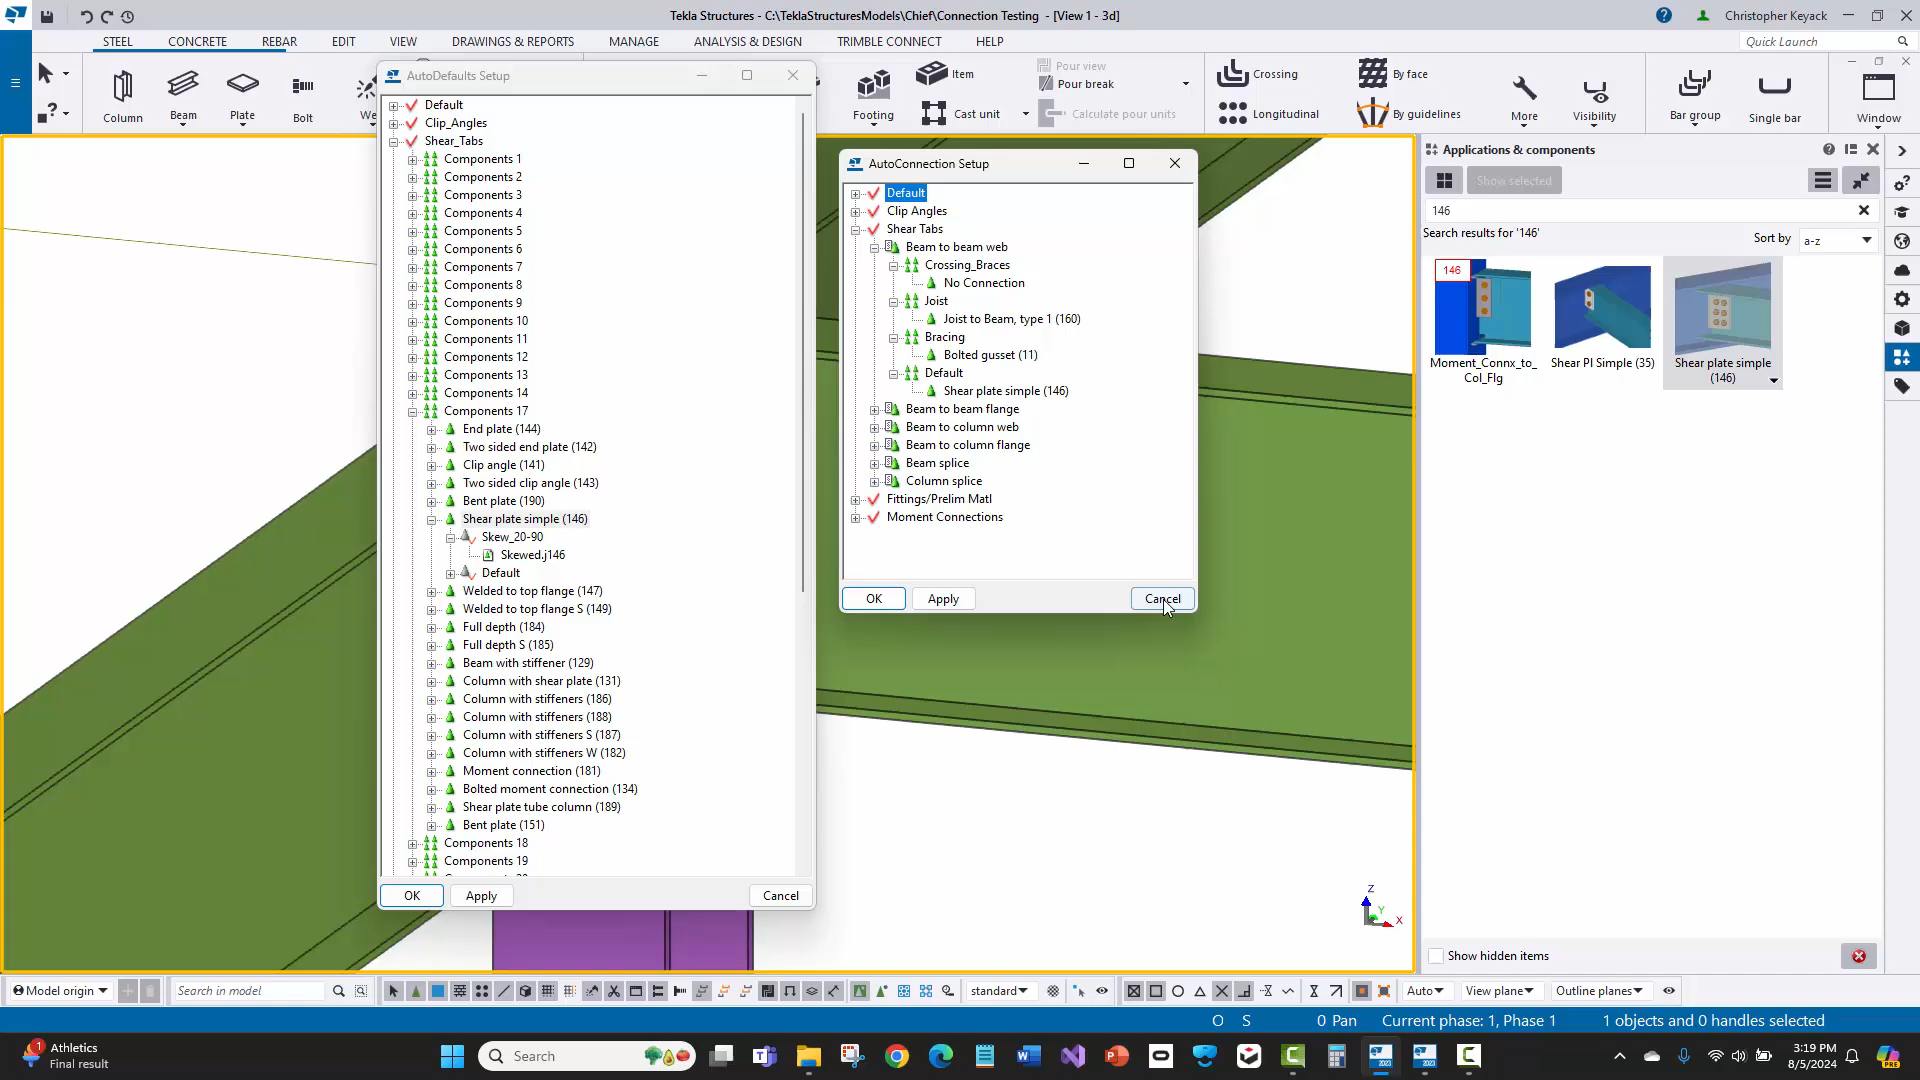 Tekla Structures - C:\TeklaStructuresModels\Chief\Connection Testing - [View 1 - 3d]
Christopher Keyack
STEEL CONCRETE REBAR EDIT VIEW DRAWINGS & REPORTS MANAGE ANALYSIS & DESIGN TRIMBLE CONNECT HELP
Quick Launch
Column
Beam
Plate
Bolt
Footing
Item
Cast unit
Pour view
Pour break
Calculate pour units
Crossing
Longitudinal
By face
By guidelines
More
Visibility
Bar group
Single bar
Window
AutoDefaults Setup
Default
Clip_Angles
Shear_Tabs
Components 1
Components 2
Components 3
Components 4
Components 5
Components 6
Components 7
Components 8
Components 9
Components 10
Components 11
Components 12
Components 13
Components 14
Components 17
End plate (144)
Two sided end plate (142)
Clip angle (141)
Two sided clip angle (143)
Bent plate (190)
Shear plate simple (146)
Skew_20-90
Skewed.j146
Default
Welded to top flange (147)
Welded to top flange S (149)
Full depth (184)
Full depth S (185)
Beam with stiffener (129)
Column with shear plate (131)
Column with stiffeners (186)
Column with stiffeners (188)
Column with stiffeners S (187)
Column with stiffeners W (182)
Moment connection (181)
Bolted moment connection (134)
Shear plate tube column (189)
Bent plate (151)
Components 18
Components 19
OK
Apply
Cancel
AutoConnection Setup
Default
Clip Angles
Shear Tabs
Beam to beam web
Crossing_Braces
No Connection
Joist
Joist to Beam, type 1 (160)
Bracing
Bolted gusset (11)
Default
Shear plate simple (146)
Beam to beam flange
Beam to column web
Beam to column flange
Beam splice
Column splice
Fittings/Prelim Matl
Moment Connections
OK
Apply
Cancel
Applications & components
Show selected
146
Search results for '146'
Sort by
a-z
146
Moment_Connx_to_
Col_Flg
Shear Pl Simple (35)
Shear plate simple
(146)
Show hidden items
Z
Y
X
Model origin
Search in model
standard
Auto
View plane
Outline planes
O S 0 Pan Current phase: 1, Phase 1 1 objects and 0 handles selected
1
Athletics
Final result
Search
2023
2023
3:19 PM
8/5/2024
PRE